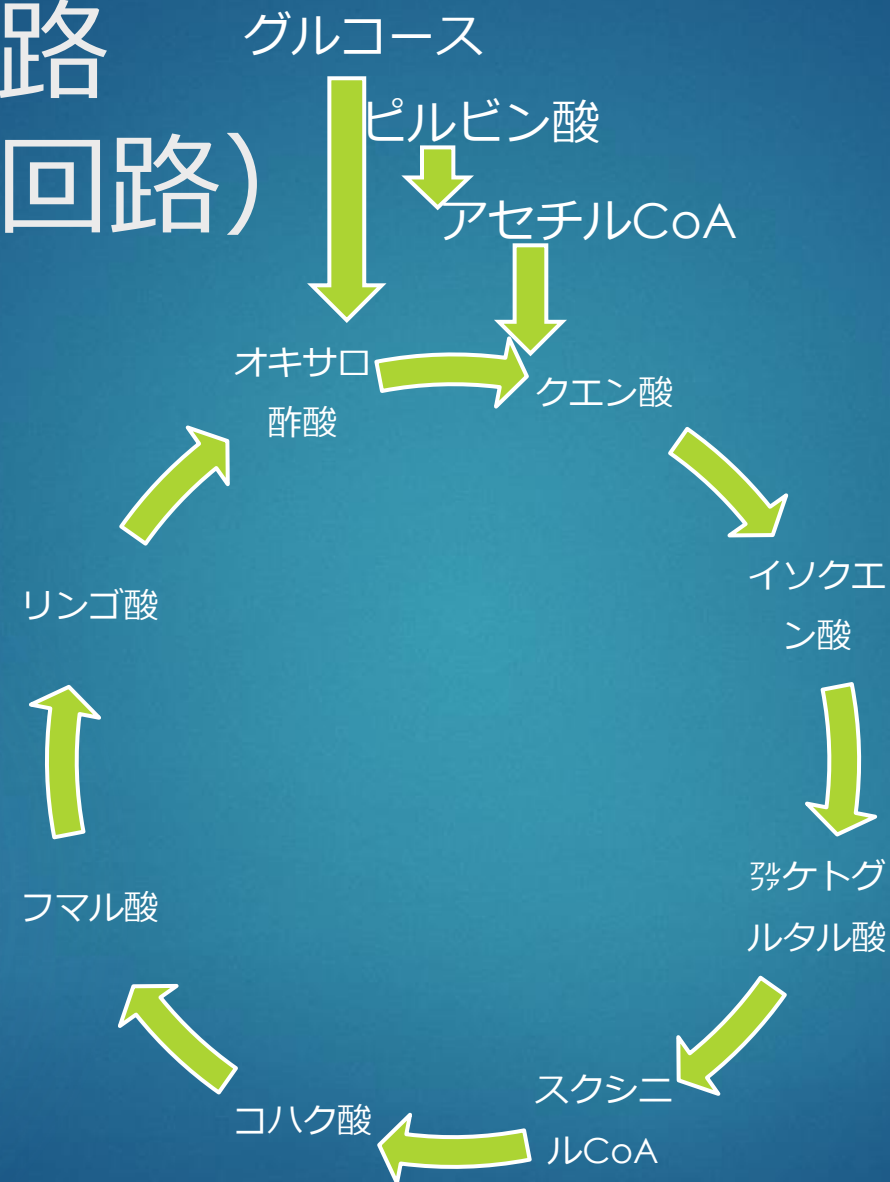 路
回路）
グルコース
ピルビン酸
アセチルCoA
オキサロ
酢酸
クエン酸
イソクエ
ン酸
㌁ケトグ
ルタル酸
スクシニ
ルCoA
コハク酸
フマル酸
リンゴ酸